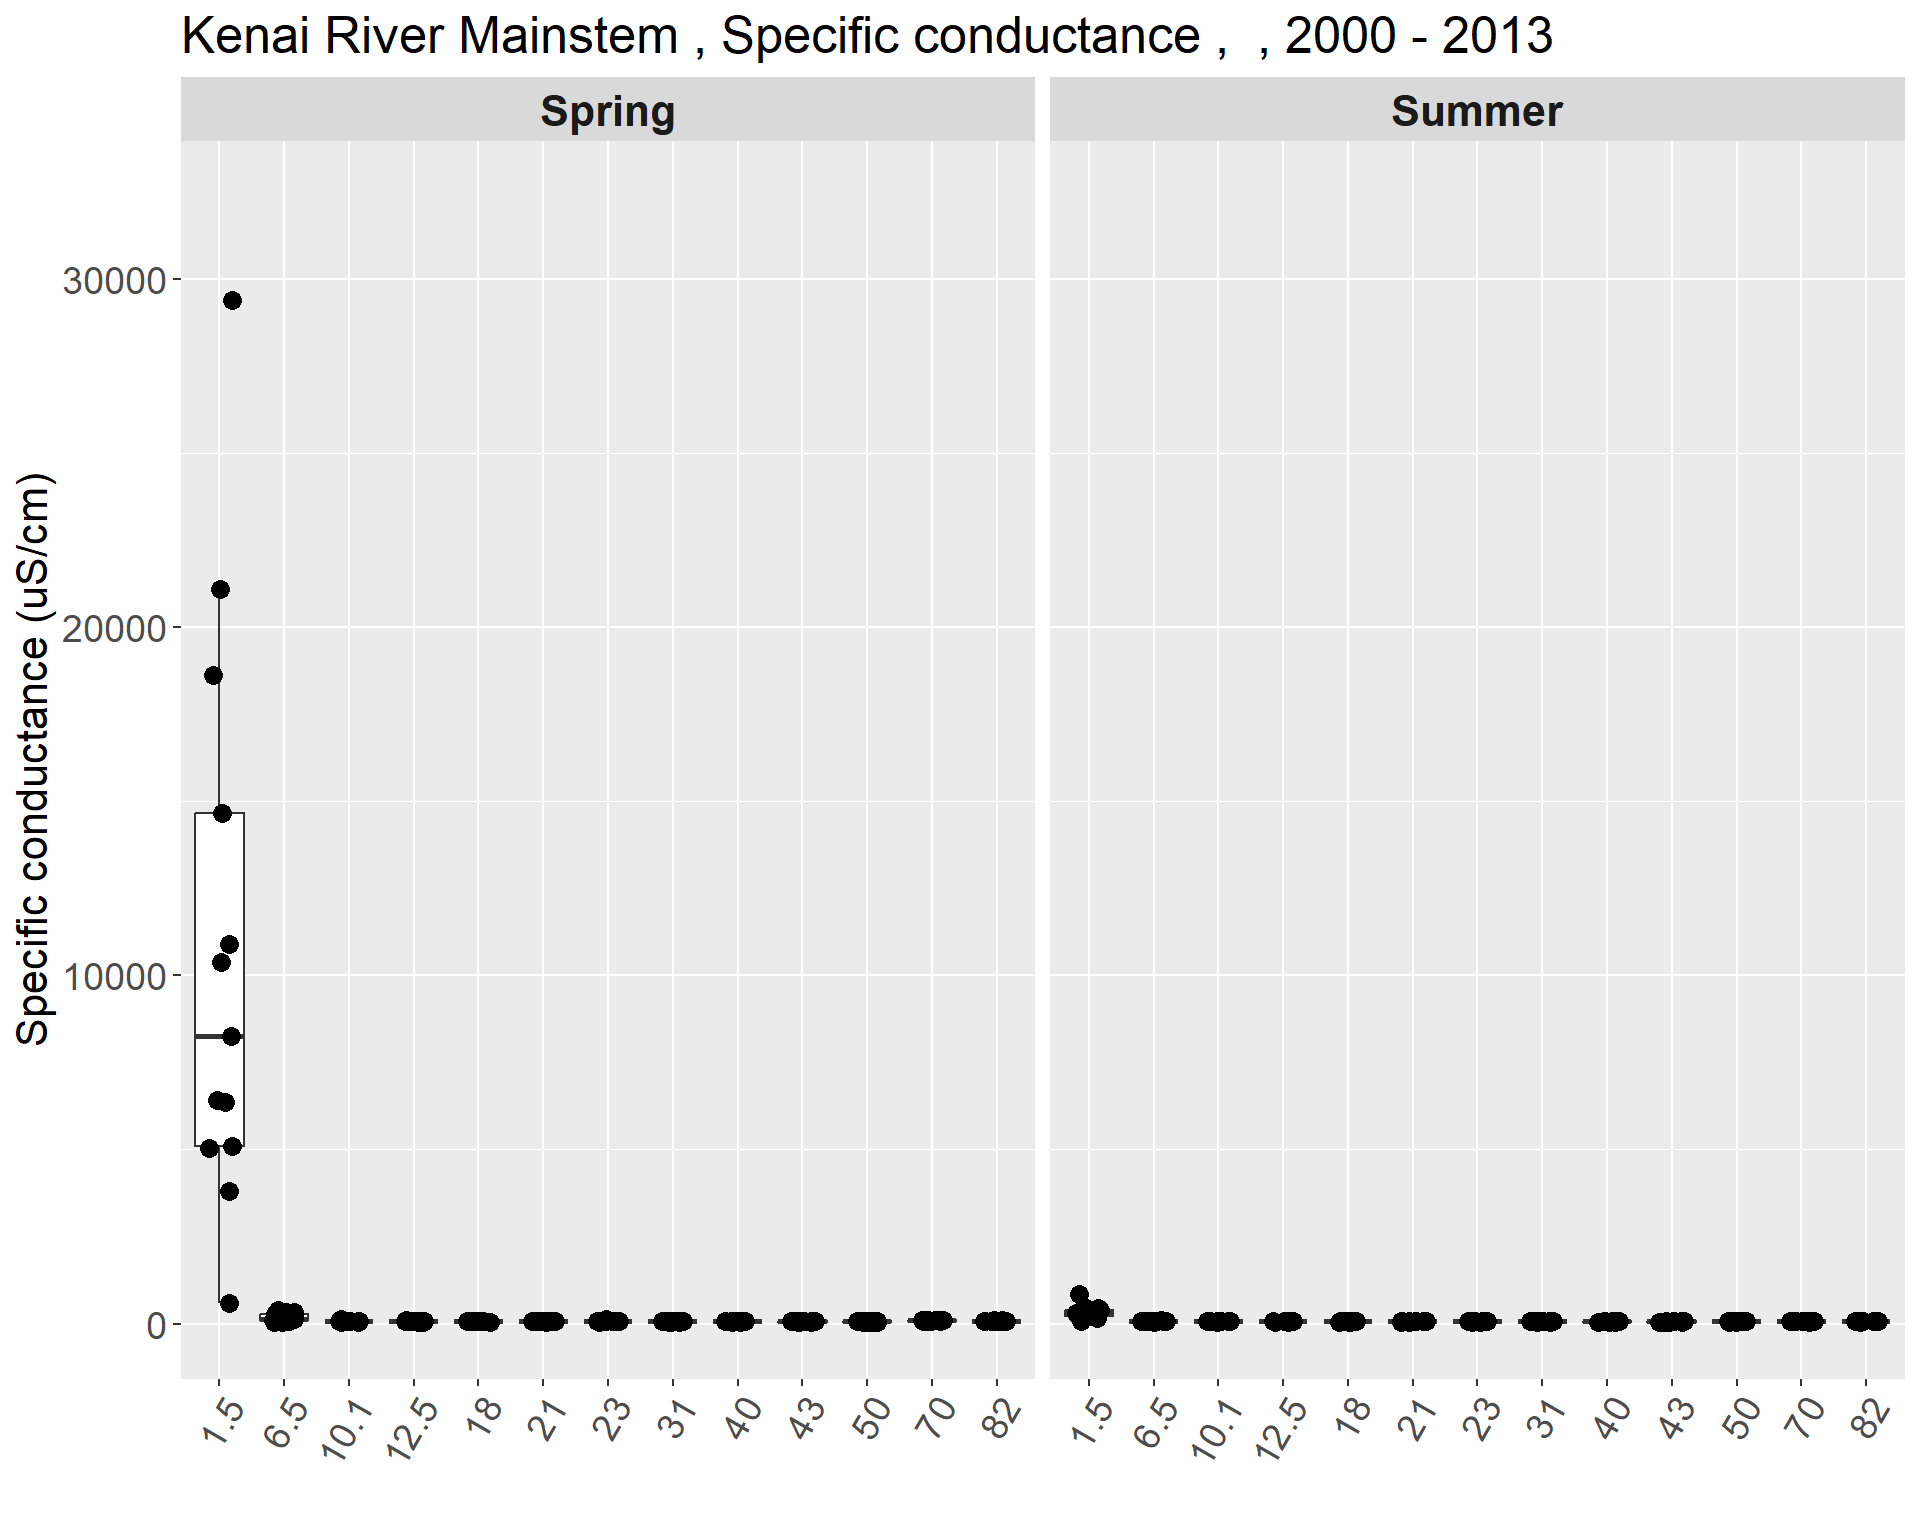 Kenai River Mainstem , Specific conductance ,  , 2000 - 2013
Spring
Summer
Specific conductance (uS/cm)
30000
20000
10000
0
1.5 6.5 10.1 12.5 18 21 23 31 40 43 50 70 82
1.5 6.5 10.1 12.5 18 21 23 31 40 43 50 70 82